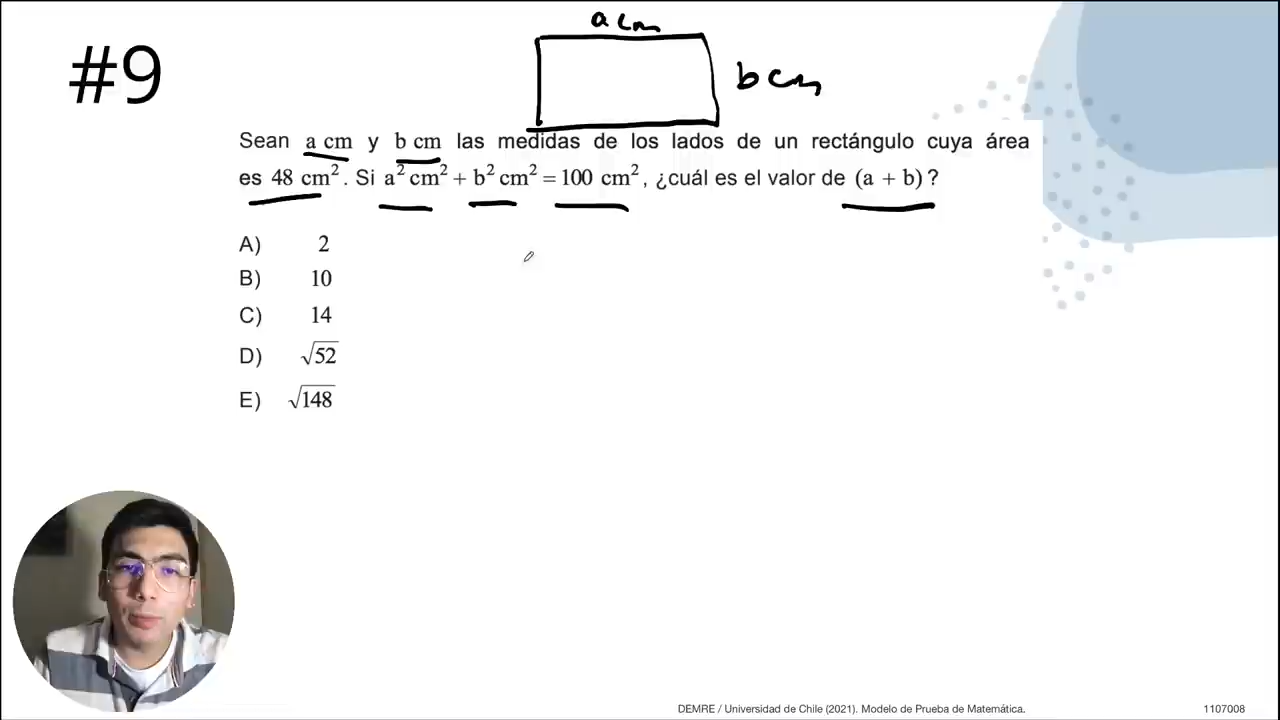 a cm
#9
b cm
Sean a cm y b cm las medidas de los lados de un rectángulo cuya área
es 48 cm². Si a² cm² + b² cm² = 100 cm², ¿cuál es el valor de (a + b)?
A) 2
B) 10
C) 14
D) √52
E) √148
DEMRE / Universidad de Chile (2021). Modelo de Prueba de Matemática.
1107008